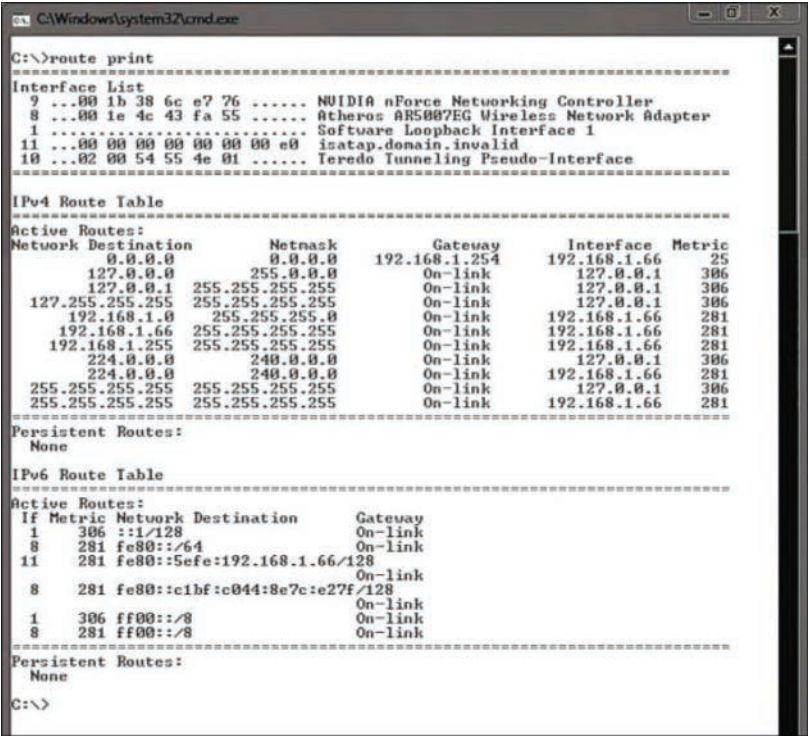 C:\Windows\system32\cmd.exe
C:\>route print
===========================================================================
Interface List
  9 ...00 1b 38 6c e7 76 ...... NVIDIA nForce Networking Controller
  8 ...00 1e 4c 43 fa 55 ...... Atheros AR5007EG Wireless Network Adapter
  1 ........................... Software Loopback Interface 1
 11 ...00 00 00 00 00 00 00 e0  isatap.domain.invalid
 10 ...02 00 54 55 4e 01 ...... Teredo Tunneling Pseudo-Interface
===========================================================================
IPv4 Route Table
===========================================================================
Active Routes:
Network Destination        Netmask          Gateway       Interface  Metric
          0.0.0.0          0.0.0.0    192.168.1.254     192.168.1.66     25
        127.0.0.0        255.0.0.0         On-link         127.0.0.1    306
        127.0.0.1  255.255.255.255         On-link         127.0.0.1    306
  127.255.255.255  255.255.255.255         On-link         127.0.0.1    306
      192.168.1.0    255.255.255.0         On-link      192.168.1.66    281
     192.168.1.66  255.255.255.255         On-link      192.168.1.66    281
    192.168.1.255  255.255.255.255         On-link      192.168.1.66    281
        224.0.0.0        240.0.0.0         On-link         127.0.0.1    306
        224.0.0.0        240.0.0.0         On-link      192.168.1.66    281
  255.255.255.255  255.255.255.255         On-link         127.0.0.1    306
  255.255.255.255  255.255.255.255         On-link      192.168.1.66    281
===========================================================================
Persistent Routes:
  None
IPv6 Route Table
===========================================================================
Active Routes:
 If Metric Network Destination      Gateway
  1    306 ::1/128                  On-link
  8    281 fe80::/64                On-link
 11    281 fe80::5efe:192.168.1.66/128
                                    On-link
  8    281 fe80::c1bf:c044:8e7c:e27f/128
                                    On-link
  1    306 ff00::/8                 On-link
  8    281 ff00::/8                 On-link
===========================================================================
Persistent Routes:
  None
C:\>